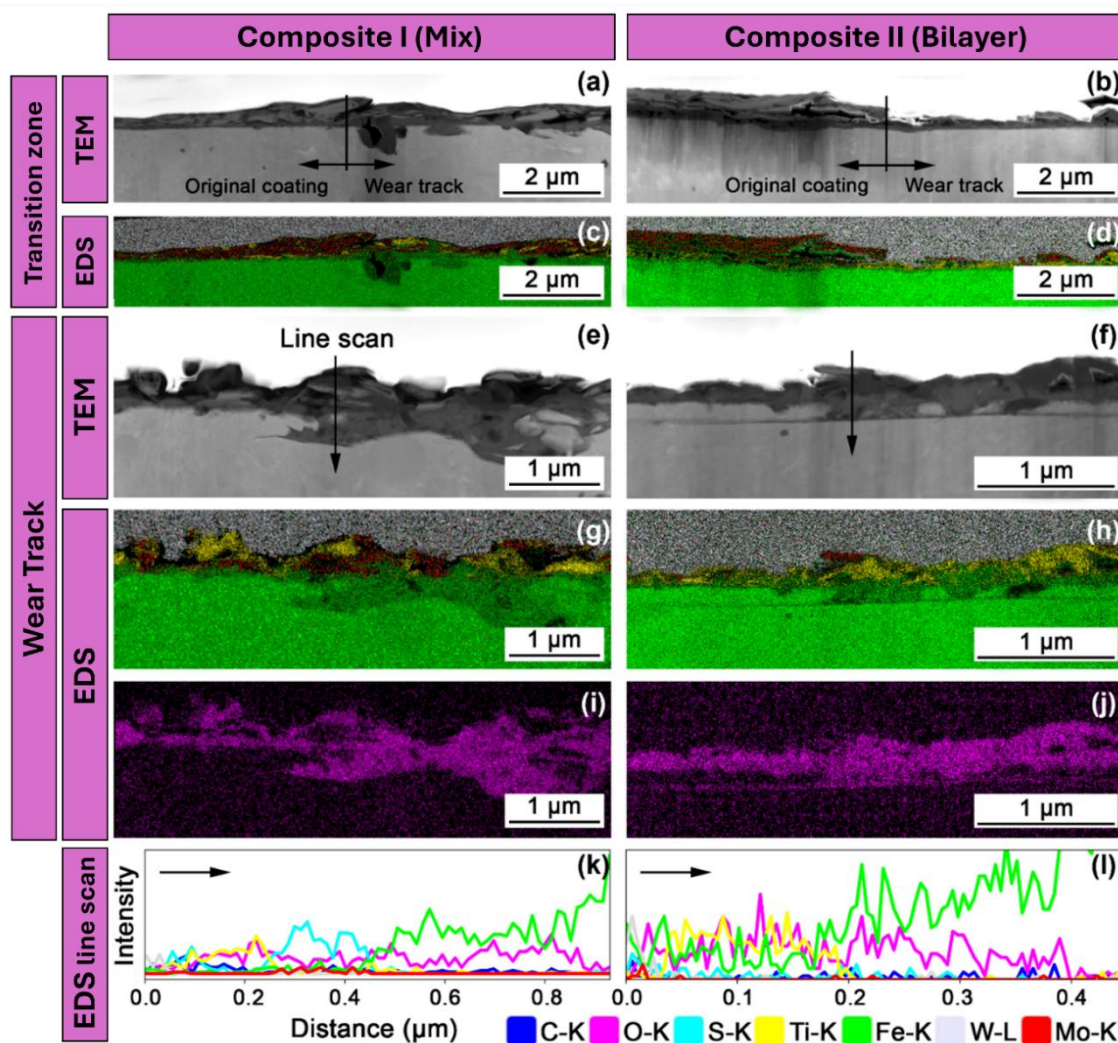 Composite I (Mix)
Composite II (Bilayer)
Transition zone
TEM
(a)
Original coating
Wear track
2 µm
(b)
Original coating
Wear track
2 µm
EDS
(c)
2 µm
(d)
2 µm
Wear Track
TEM
Line scan
(e)
1 µm
(f)
1 µm
EDS
(g)
1 µm
(h)
1 µm
(i)
1 µm
(j)
1 µm
EDS line scan
Intensity
(k)
0.0 0.2 0.4 0.6 0.8
(l)
0.0 0.1 0.2 0.3 0.4
Distance (µm)
C-K O-K S-K Ti-K Fe-K W-L Mo-K